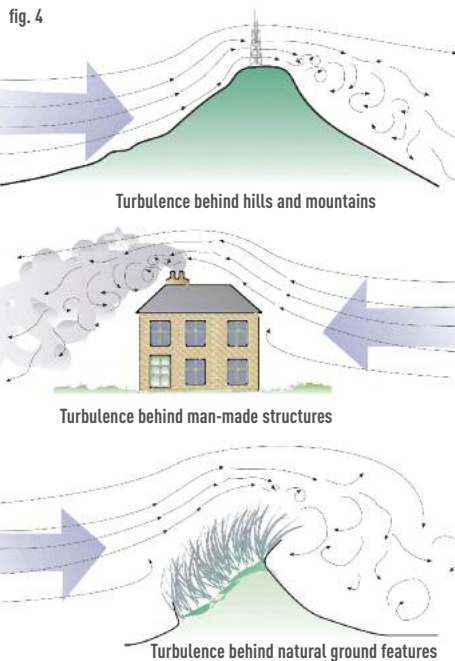 fig. 4
Turbulence behind hills and mountains
Turbulence behind man-made structures
Turbulence behind natural ground features